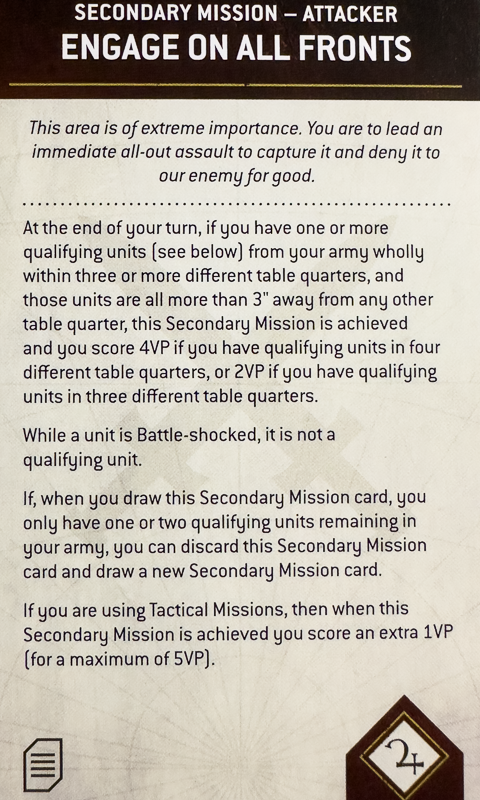 SECONDARY MISSION – ATTACKER
ENGAGE ON ALL FRONTS
This area is of extreme importance. You are to lead an
immediate all-out assault to capture it and deny it to
our enemy for good.
At the end of your turn, if you have one or more
qualifying units (see below) from your army wholly
within three or more different table quarters, and
those units are all more than 3" away from any other
table quarter, this Secondary Mission is achieved
and you score 4VP if you have qualifying units in four
different table quarters, or 2VP if you have qualifying
units in three different table quarters.
While a unit is Battle-shocked, it is not a
qualifying unit.
If, when you draw this Secondary Mission card, you
only have one or two qualifying units remaining in
your army, you can discard this Secondary Mission
card and draw a new Secondary Mission card.
If you are using Tactical Missions, then when this
Secondary Mission is achieved you score an extra 1VP
(for a maximum of 5VP).